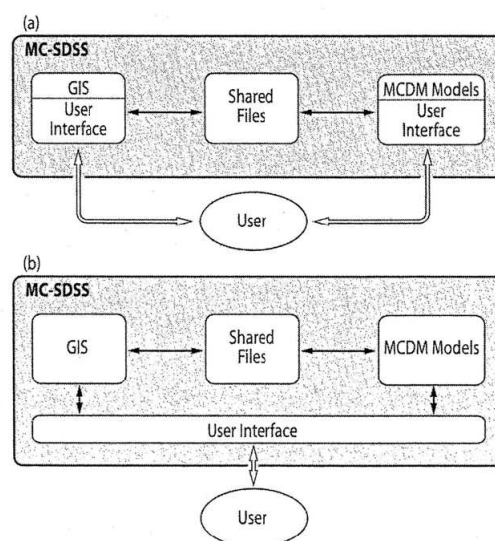 (a)
MC-SDSS
GIS
User
Interface
Shared
Files
MCDM Models
User
Interface
User
(b)
MC-SDSS
GIS
Shared
Files
MCDM Models
User Interface
User